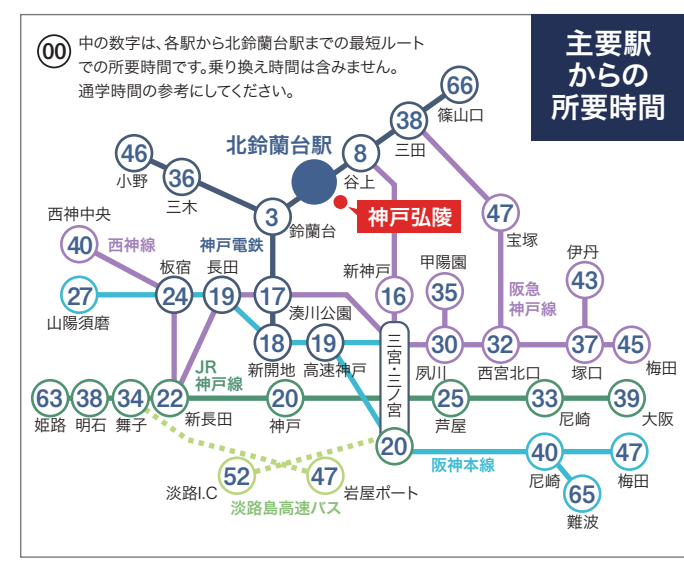 00 中の数字は、各駅から北鈴蘭台駅までの最短ルート
での所要時間です。乗り換え時間は含みません。
通学時間の参考にしてください。
主要駅
からの
所要時間
66
篠山口
38
三田
北鈴蘭台駅
8
谷上
46
小野
36
三木
神戸弘陵
3
鈴蘭台
47
宝塚
西神中央
40
西神線
神戸電鉄
板宿
24
長田
19
17
湊川公園
新神戸
16
甲陽園
35
阪急
神戸線
伊丹
43
27
山陽須磨
18
新開地
19
高速神戸
三宮・三ノ宮
20
30
夙川
32
西宮北口
37
塚口
45
梅田
JR
神戸線
63
姫路
38
明石
34
舞子
22
新長田
20
神戸
25
芦屋
33
尼崎
39
大阪
阪神本線
40
尼崎
47
梅田
65
難波
52
淡路I.C
47
岩屋ポート
淡路島高速バス